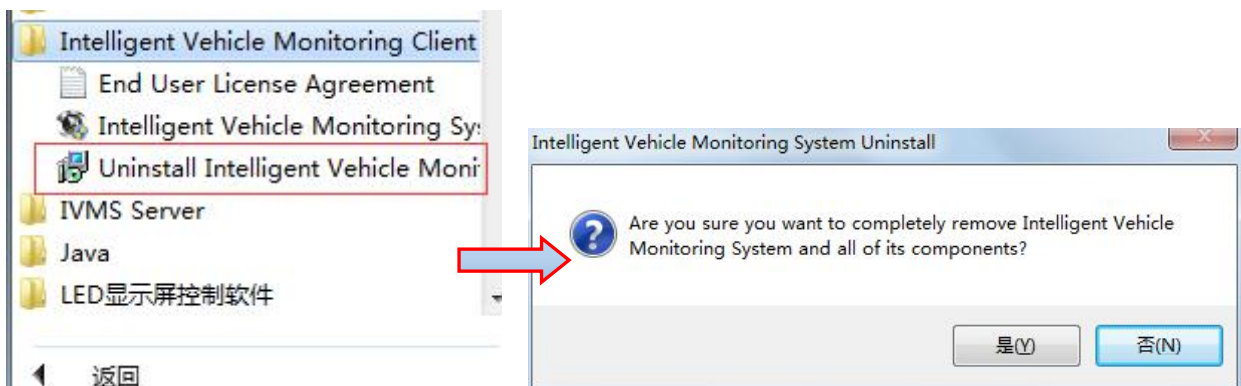 Intelligent Vehicle Monitoring Client
End User License Agreement
Intelligent Vehicle Monitoring
Uninstall Intelligent Vehicle
IVMS Server
Java
LED显示屏控制软件
返回
Intelligent Vehicle Monitoring System Uninstall
Are you sure you want to completely remove Intelligent Vehicle
Monitoring System and all of its components?
是(Y)
否(N)